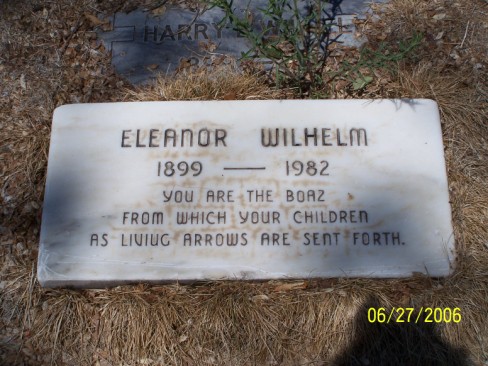 HARRY
ELEANOR WILHELM
1899 — 1982
YOU ARE THE BOAZ
FROM WHICH YOUR CHILDREN
AS LIVIUG ARROWS ARE SENT FORTH.
06/27/2006